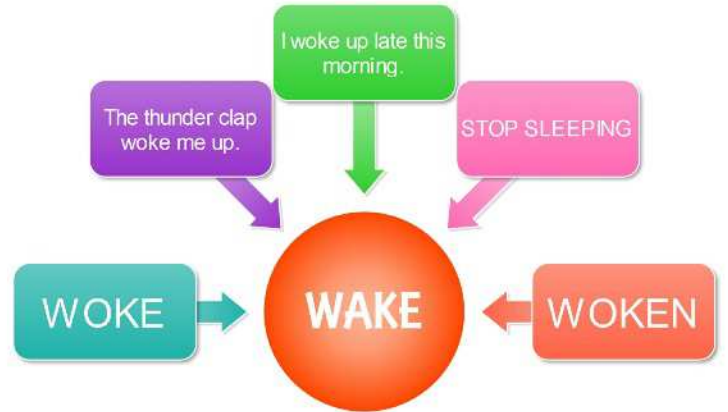 I woke up late this
morning.
The thunder clap
woke me up.
STOP SLEEPING
WOKE
WAKE
WOKEN